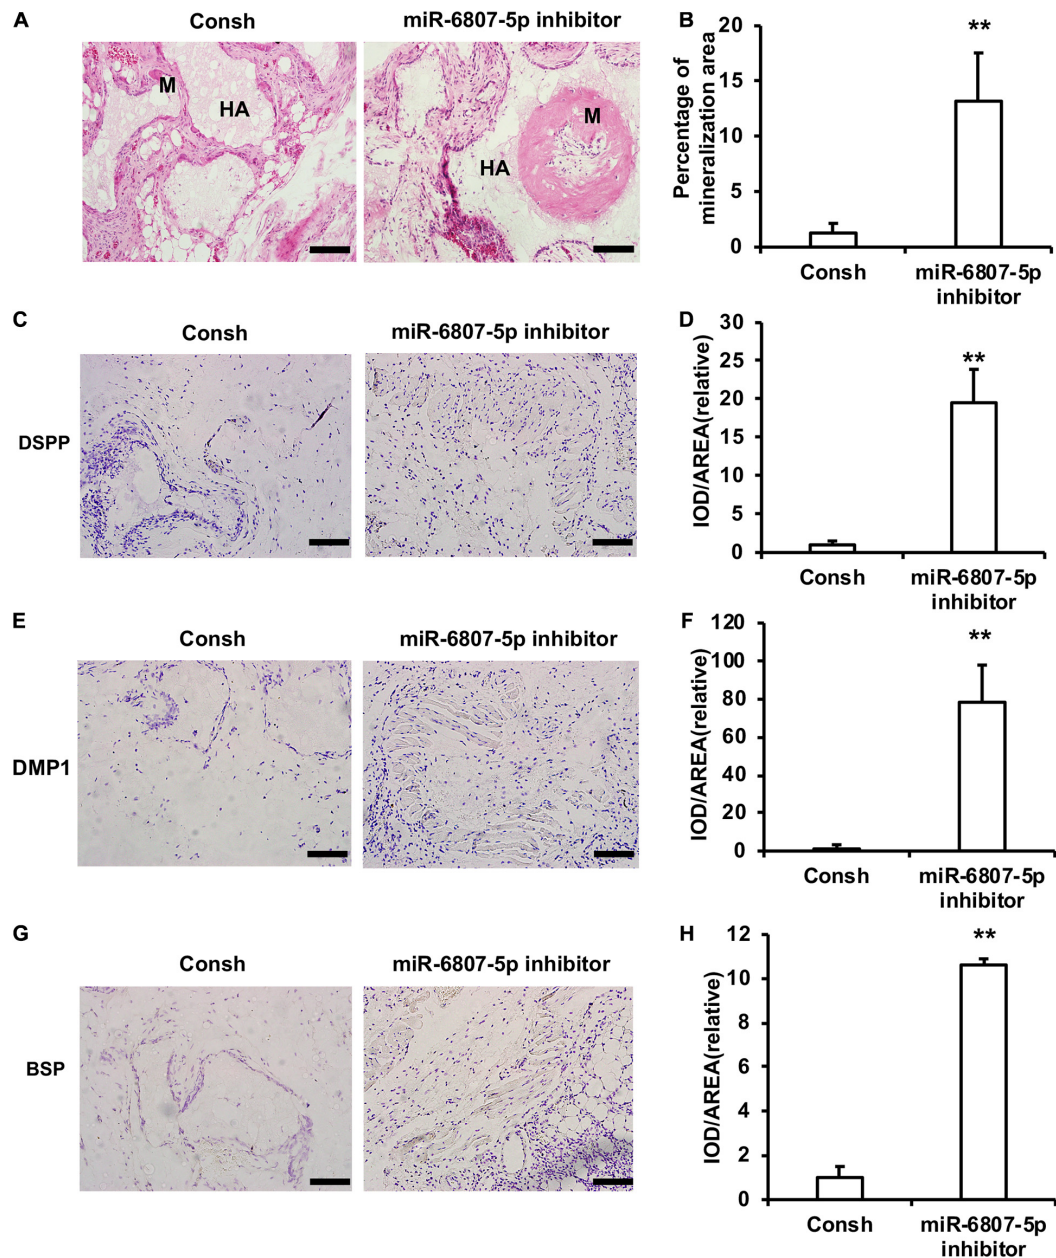 A
Consh
miR-6807-5p inhibitor
M
HA
HA
M
B
Percentage of
mineralization area
20
15
10
5
0
**
Consh
miR-6807-5p
inhibitor
C
Consh
miR-6807-5p inhibitor
DSPP
D
IOD/AREA(relative)
30
25
20
15
10
5
0
**
Consh
miR-6807-5p
inhibitor
E
Consh
miR-6807-5p inhibitor
DMP1
F
IOD/AREA(relative)
120
100
80
60
40
20
0
**
Consh
miR-6807-5p
inhibitor
G
Consh
miR-6807-5p inhibitor
BSP
H
IOD/AREA(relative)
12
10
8
6
4
2
0
**
Consh
miR-6807-5p
inhibitor